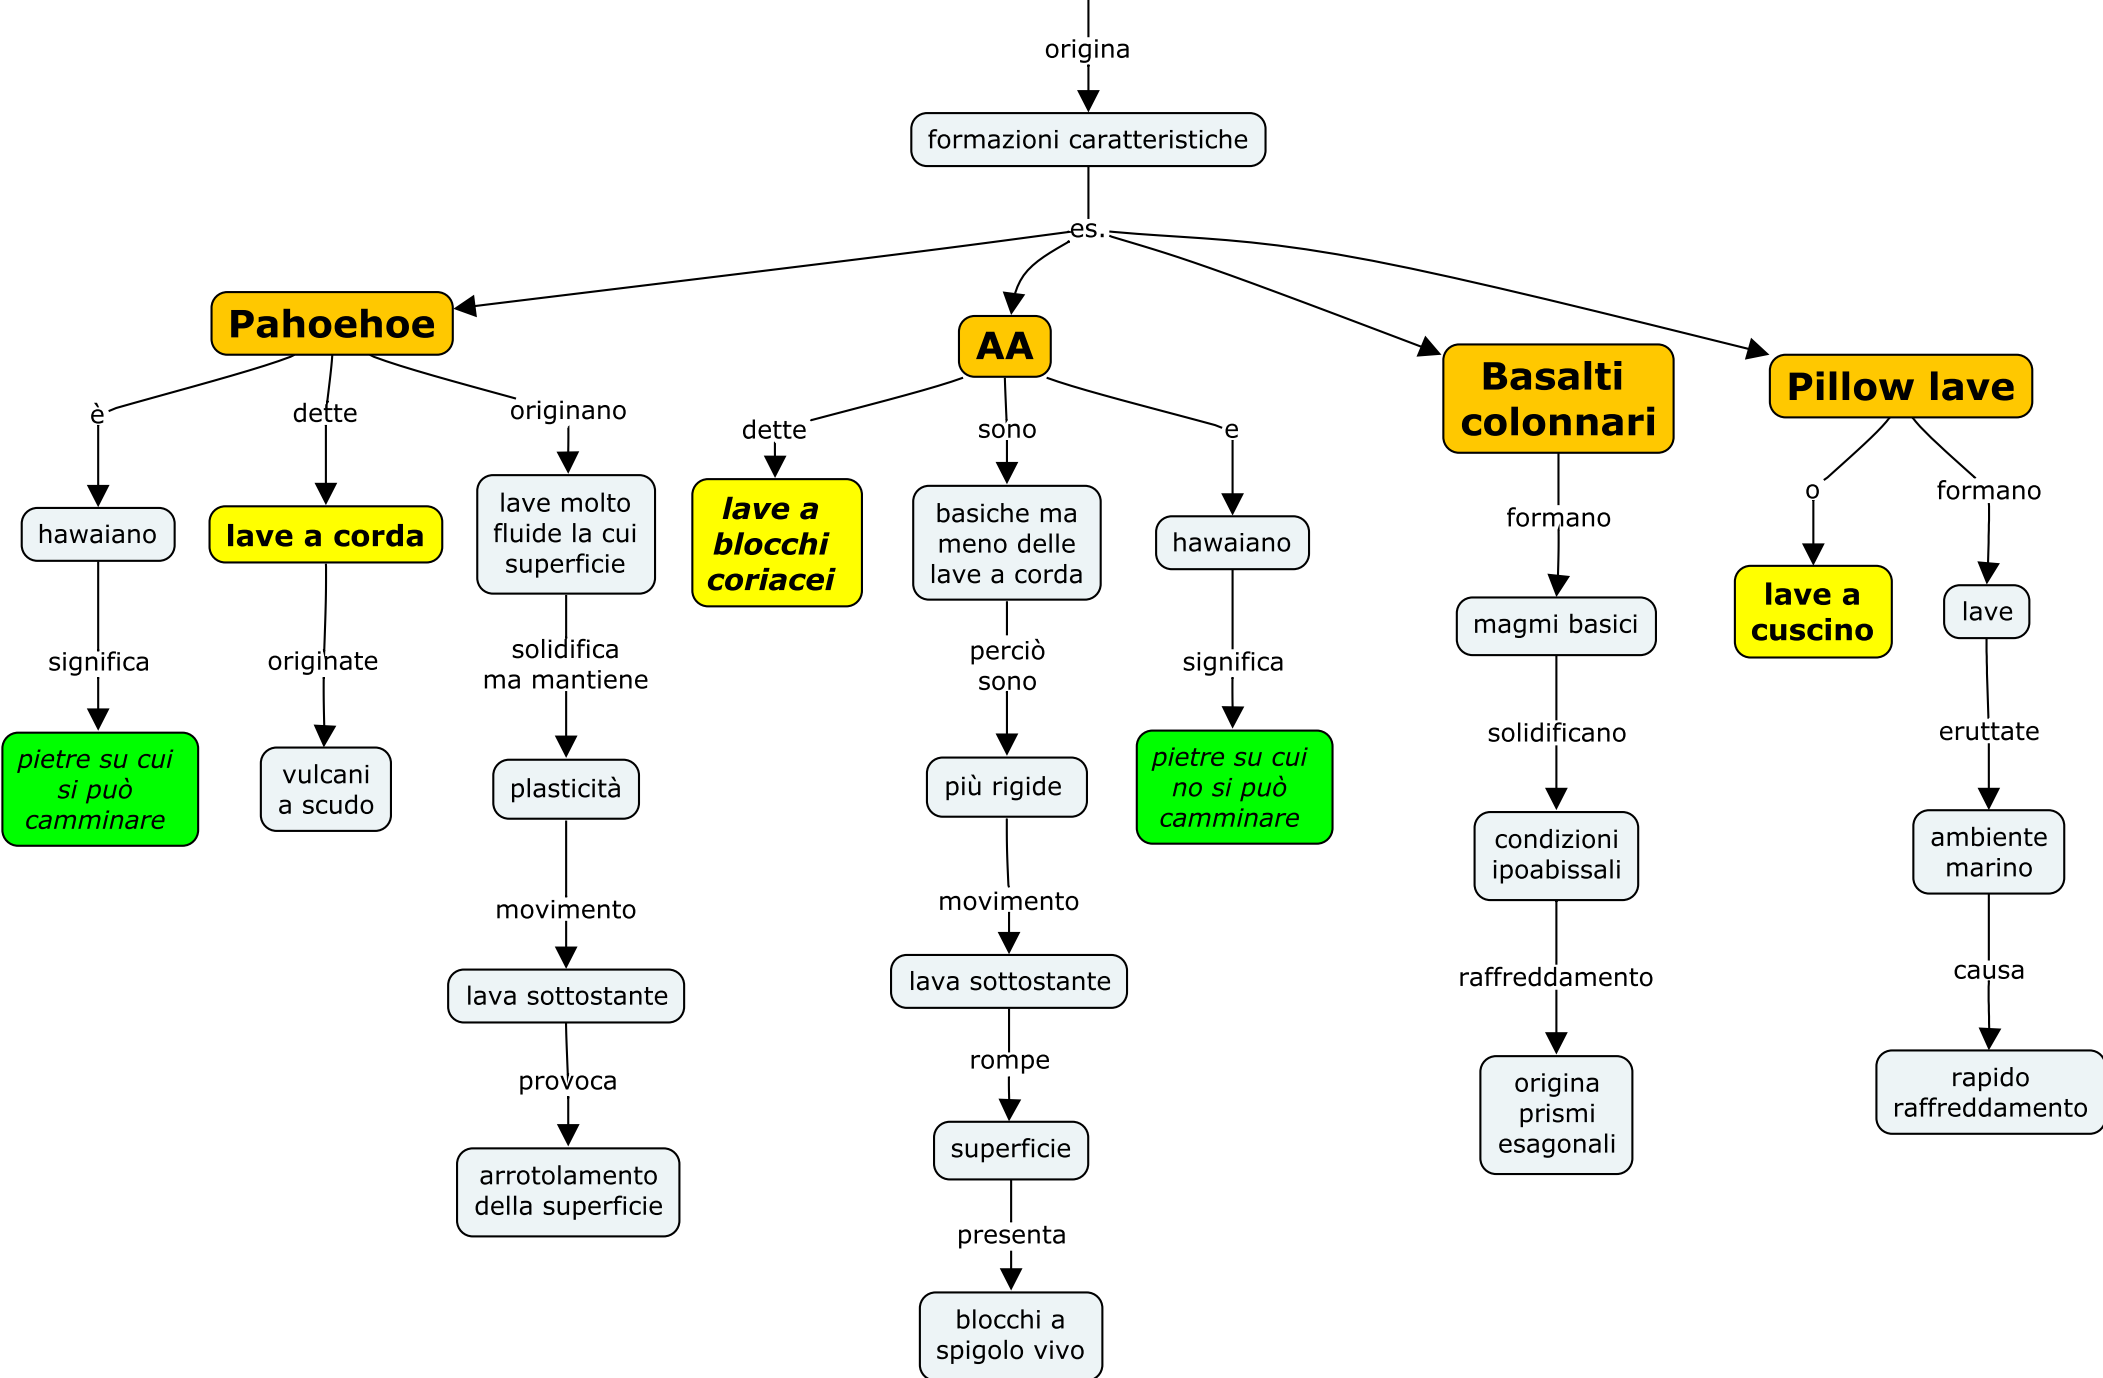 origina
formazioni caratteristiche
es.
Pahoehoe
è
hawaiano
significa
pietre su cui
si può
camminare
dette
lave a corda
originate
vulcani
a scudo
originano
lave molto
fluide la cui
superficie
solidifica
ma mantiene
plasticità
movimento
lava sottostante
provoca
arrotolamento
della superficie
AA
dette
lave a
blocchi
coriacei
sono
basiche ma
meno delle
lave a corda
perciò
sono
più rigide
movimento
lava sottostante
rompe
superficie
presenta
blocchi a
spigolo vivo
e
hawaiano
significa
pietre su cui
no si può
camminare
Basalti
colonnari
formano
magmi basici
solidificano
condizioni
ipoabissali
raffreddamento
origina
prismi
esagonali
Pillow lave
o
lave a
cuscino
formano
lave
eruttate
ambiente
marino
causa
rapido
raffreddamento